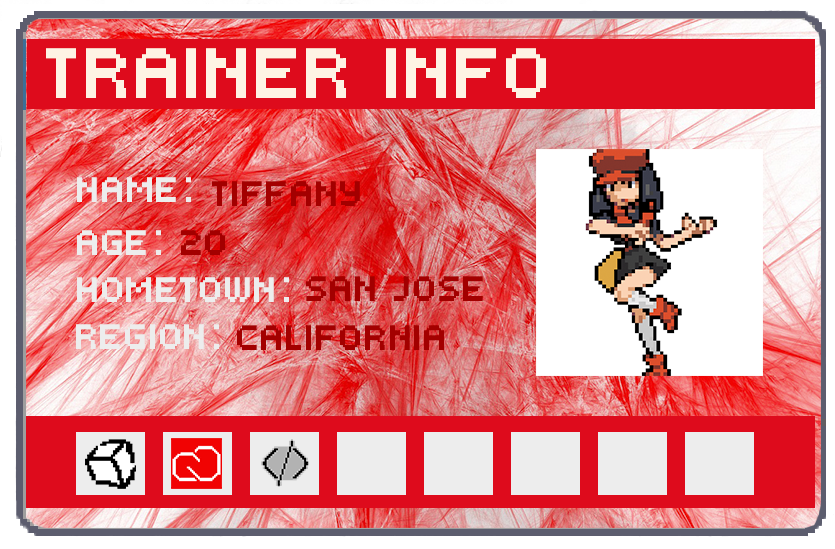 TRAINER INFO
NAME: TIFFANY
AGE: 20
HOMETOWN: SAN JOSE
REGION: CALIFORNIA